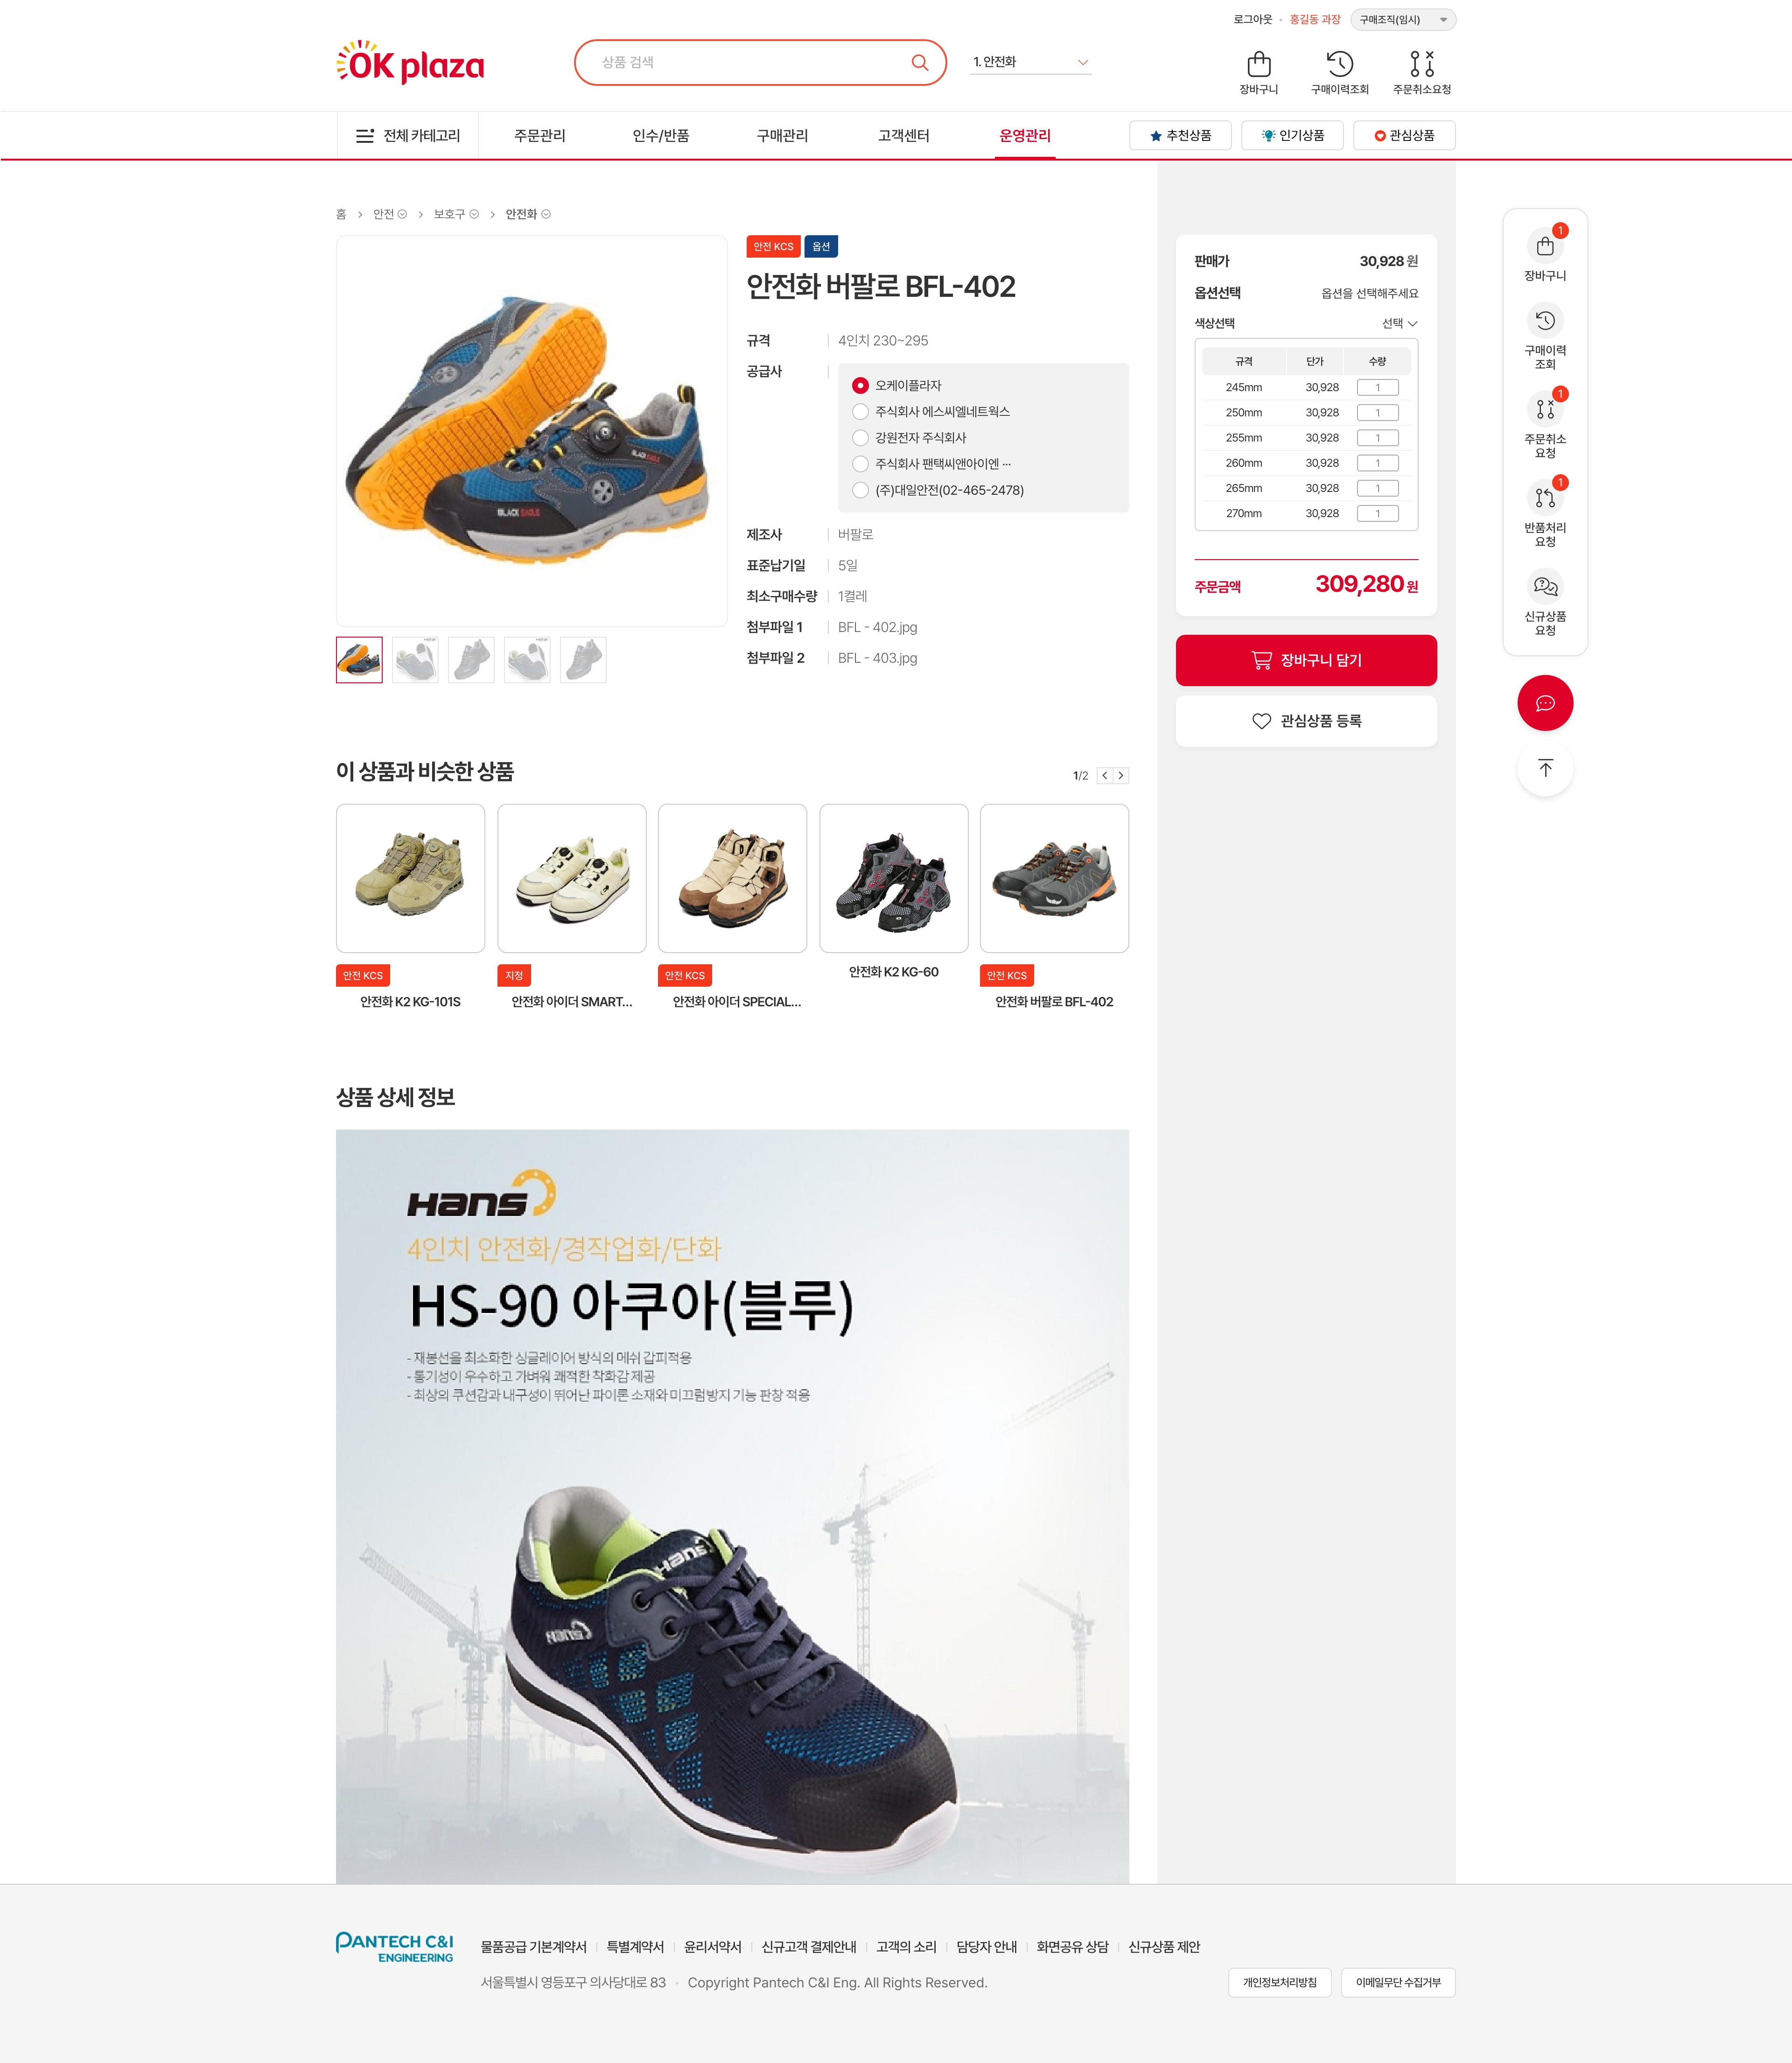 로그아웃 홍길동 과장 구매조직(임시)
OK plaza
상품 검색
1. 안전화
장바구니 구매이력조회 주문취소요청
전체 카테고리 주문관리 인수/반품 구매관리 고객센터 운영관리 추천상품 인기상품 관심상품
홈 안전 보호구 안전화
안전 KCS 옵션
안전화 버팔로 BFL-402
규격 4인치 230~295
공급사
오케이플라자
주식회사 에스씨엘네트웍스
강원전자 주식회사
주식회사 팬택씨앤아이엔 ···
(주)대일안전(02-465-2478)
제조사 버팔로
표준납기일 5일
최소구매수량 1켤레
첨부파일 1 BFL - 402.jpg
첨부파일 2 BFL - 403.jpg
BLACK EAGLE
BLACK EAGLE
판매가 30,928 원
옵션선택 옵션을 선택해주세요
색상선택 선택
규격 단가 수량
245mm 30,928 1
250mm 30,928 1
255mm 30,928 1
260mm 30,928 1
265mm 30,928 1
270mm 30,928 1
주문금액 309,280 원
장바구니 담기
관심상품 등록
1
장바구니
구매이력
조회
1
주문취소
요청
1
반품처리
요청
신규상품
요청
이 상품과 비슷한 상품
1/2
안전 KCS
안전화 K2 KG-101S
지정
안전화 아이더 SMART...
안전 KCS
안전화 아이더 SPECIAL...
안전화 K2 KG-60
안전 KCS
안전화 버팔로 BFL-402
상품 상세 정보
Hans
4인치 안전화/경작업화/단화
HS-90 아쿠아(블루)
- 재봉선을 최소화한 싱글레이어 방식의 메쉬 갑피적용
- 통기성이 우수하고 가벼워 쾌적한 착화감 제공
- 최상의 쿠션감과 내구성이 뛰어난 파이론 소재와 미끄럼방지 기능 판창 적용
Hans
Hans
PANTECH C&I
ENGINEERING
물품공급 기본계약서 특별계약서 윤리서약서 신규고객 결제안내 고객의 소리 담당자 안내 화면공유 상담 신규상품 제안
서울특별시 영등포구 의사당대로 83 Copyright Pantech C&I Eng. All Rights Reserved.
개인정보처리방침 이메일무단 수집거부